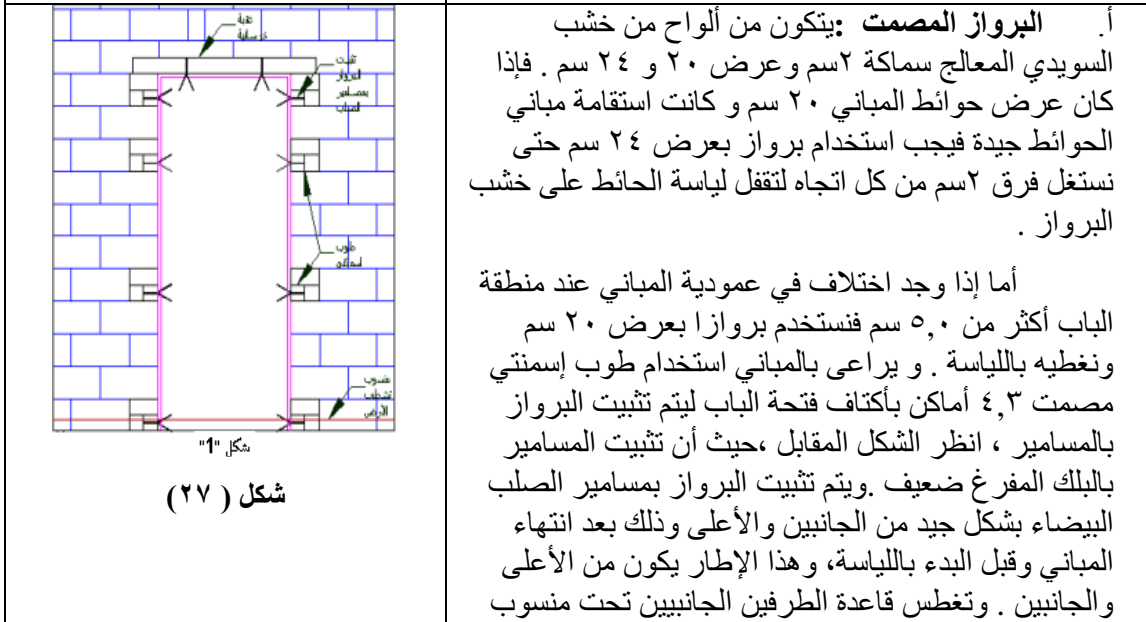 أ. البرواز المصمت :يتكون من ألواح من خشب
السويدي المعالج سماكة ٢سم وعرض ٢٠ و ٢٤ سم . فإذا
كان عرض حوائط المباني ٢٠ سم و كانت استقامة مباني
الحوائط جيدة فيجب استخدام برواز بعرض ٢٤ سم حتى
نستغل فرق ٢سم من كل اتجاه لتقفل لياسة الحائط على خشب
البرواز .
أما إذا وجد اختلاف في عمودية المباني عند منطقة
الباب أكثر من ٥,٠ سم فنستخدم بروازا بعرض ٢٠ سم
ونغطيه باللياسة . و يراعى بالمباني استخدام طوب إسمنتي
مصمت ٤,٣ أماكن بأكتاف فتحة الباب ليتم تثبيت البرواز
بالمسامير ، انظر الشكل المقابل ،حيث أن تثبيت المسامير
بالبلك المفرغ ضعيف .ويتم تثبيت البرواز بمسامير الصلب
البيضاء بشكل جيد من الجانبين والأعلى وذلك بعد انتهاء
المباني وقبل البدء باللياسة، وهذا الإطار يكون من الأعلى
والجانبين . وتغطس قاعدة الطرفين الجانبيين تحت منسوب
عتبة
خرسانية
تثبيت
البرواز
بمسامير
الصلب
طوب
منسوب
تشطيب
الأرض
شكل "1"
شكل ( ٢٧ )